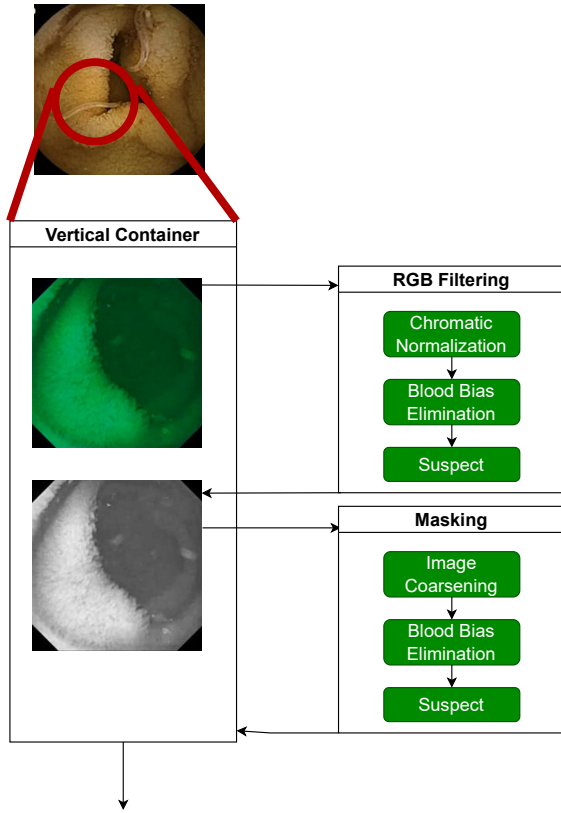 Vertical Container
RGB Filtering
Chromatic
Normalization
Blood Bias
Elimination
Suspect
Masking
Image
Coarsening
Blood Bias
Elimination
Suspect